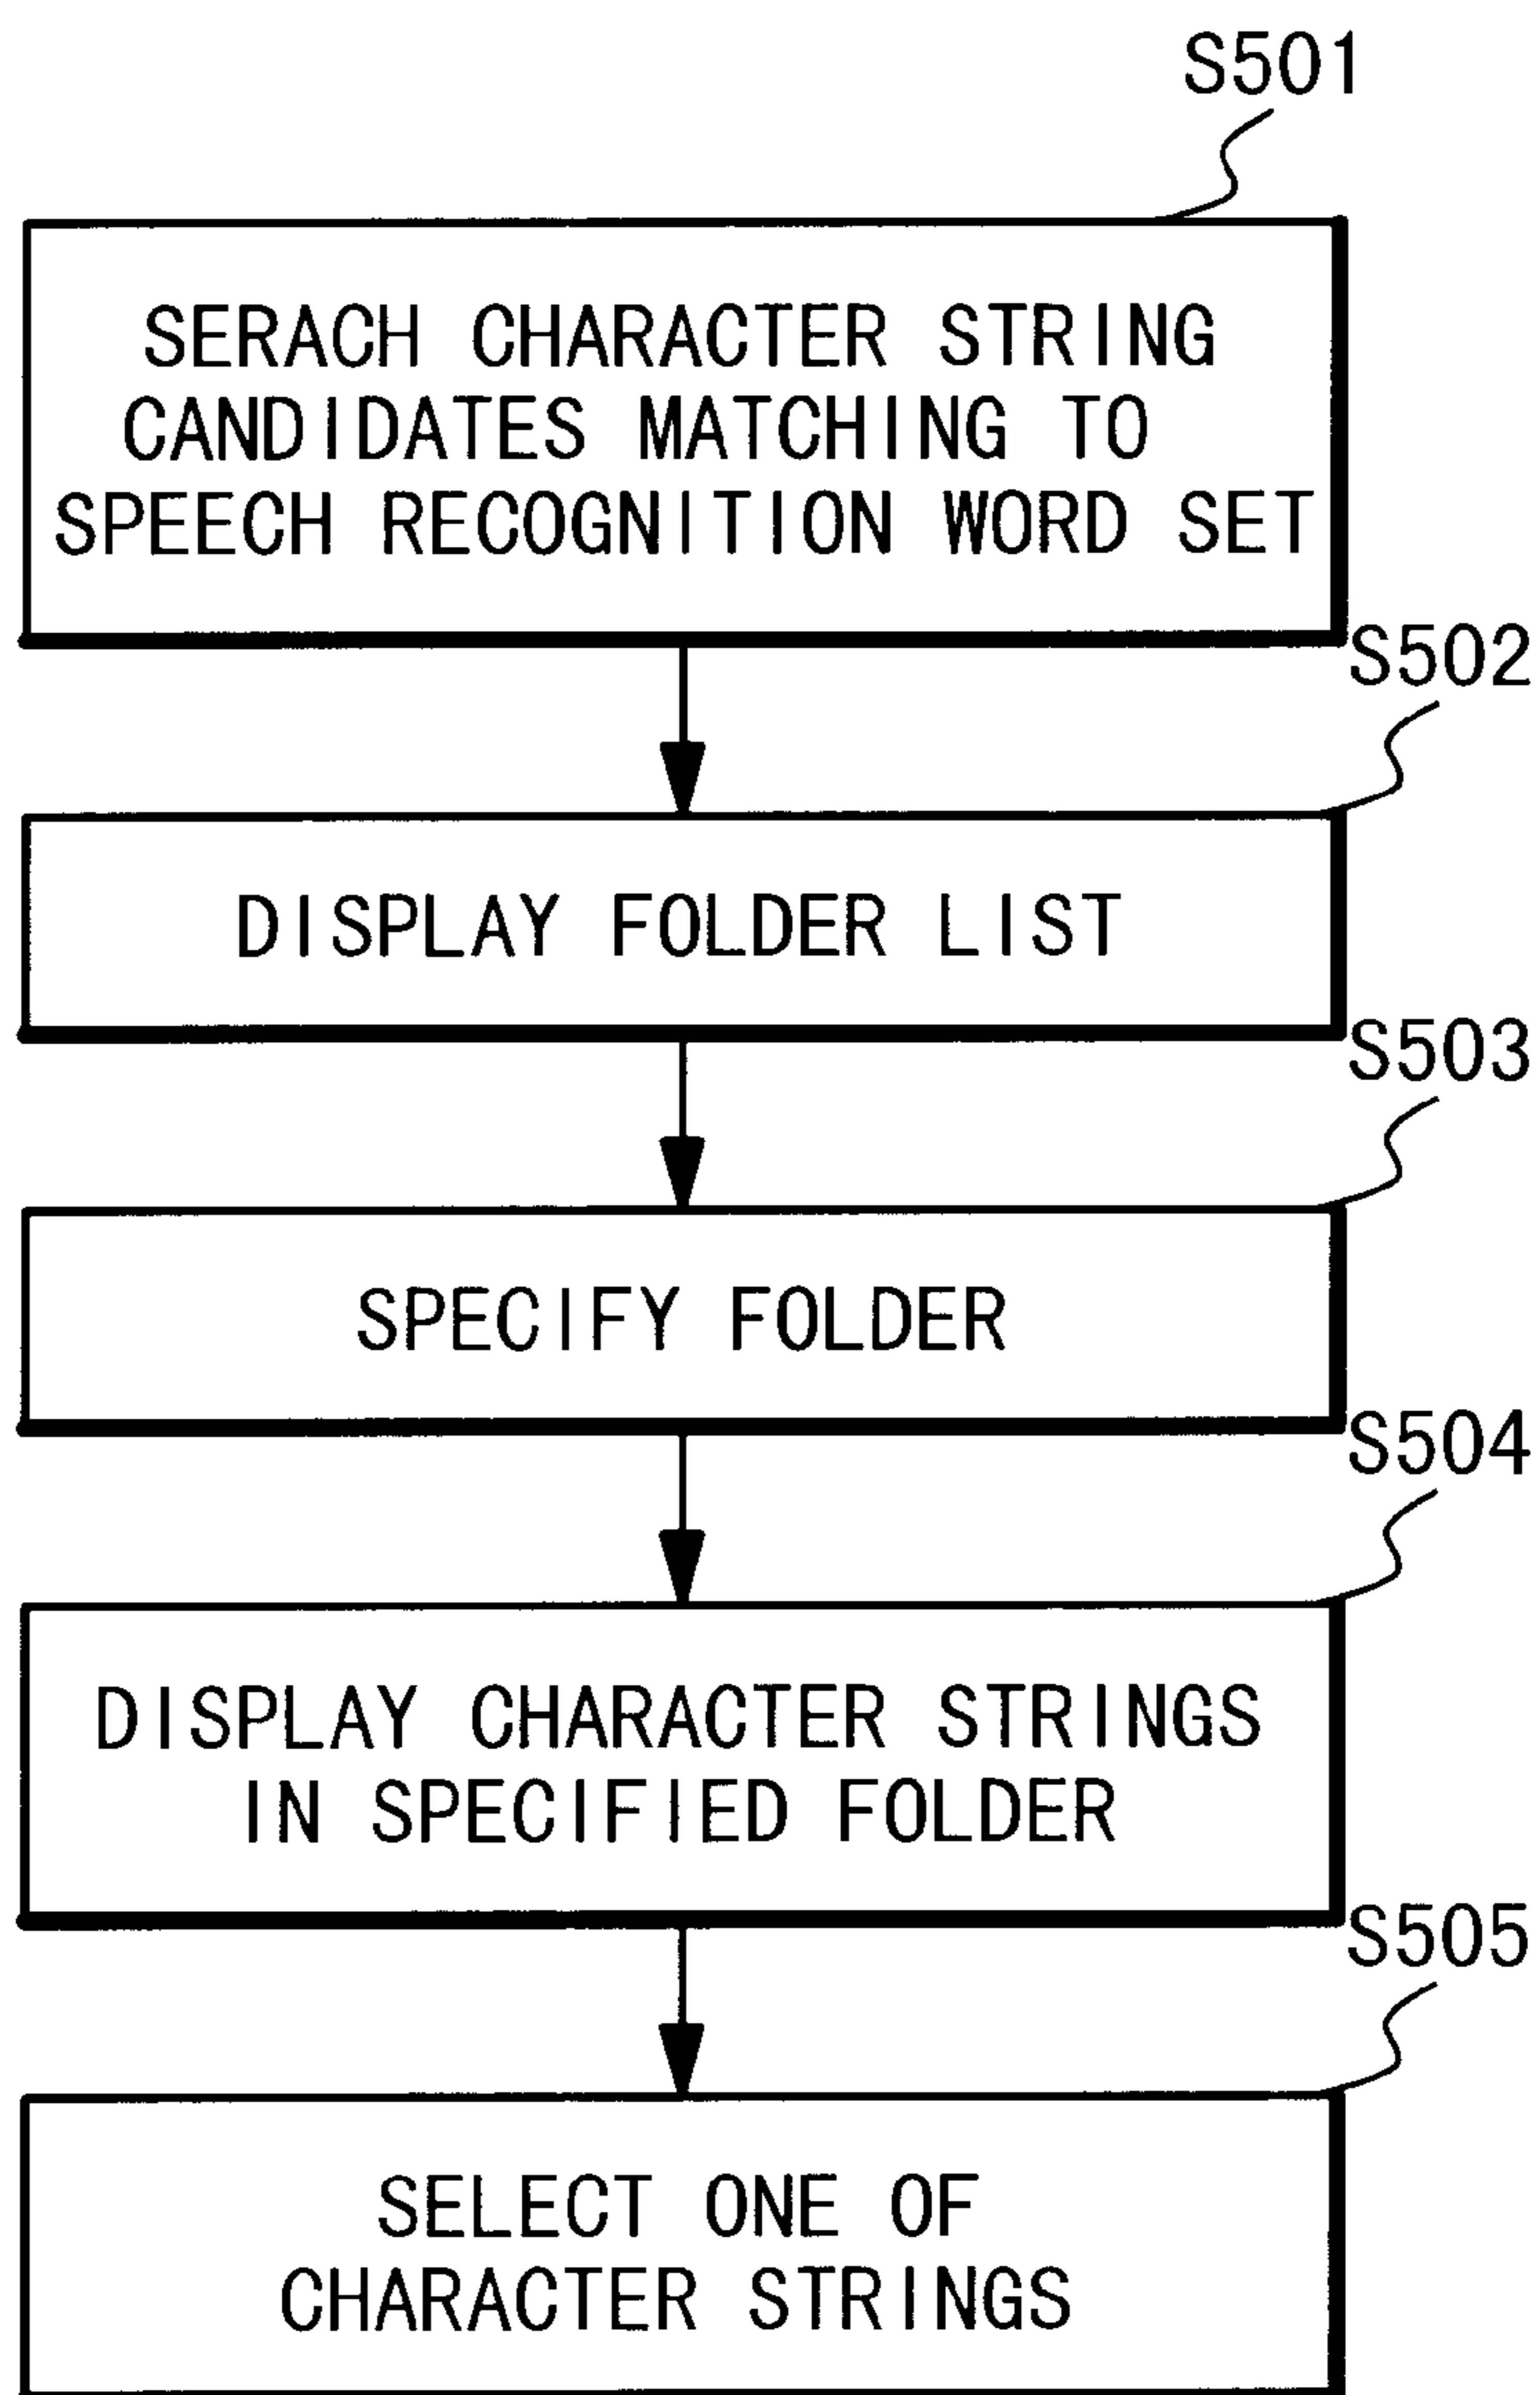 S501
SERACH CHARACTER STRING
CANDIDATES MATCHING TO
SPEECH RECOGNITION WORD SET
S502
DISPLAY FOLDER LIST
S503
SPECIFY FOLDER
S504
DISPLAY CHARACTER STRINGS
IN SPECIFIED FOLDER
S505
SELECT ONE OF
CHARACTER STRINGS